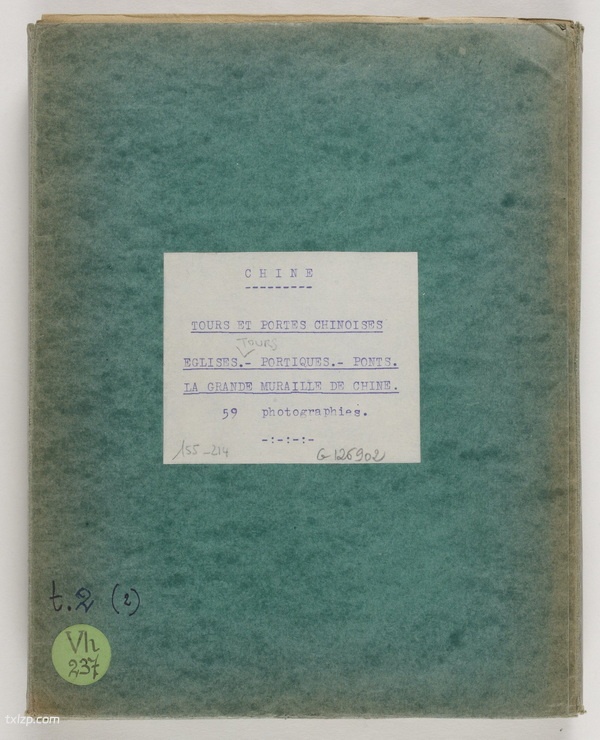 CHINE
---------
TOURS ET PORTES CHINOISES
TOURS
EGLISES.- PORTIQUES.- PONTS.
LA GRANDE MURAILLE DE CHINE.
59 photographies.
-:-:-:-
155-214
G 126902
t.2 (2)
Vh
237
txlzp.com